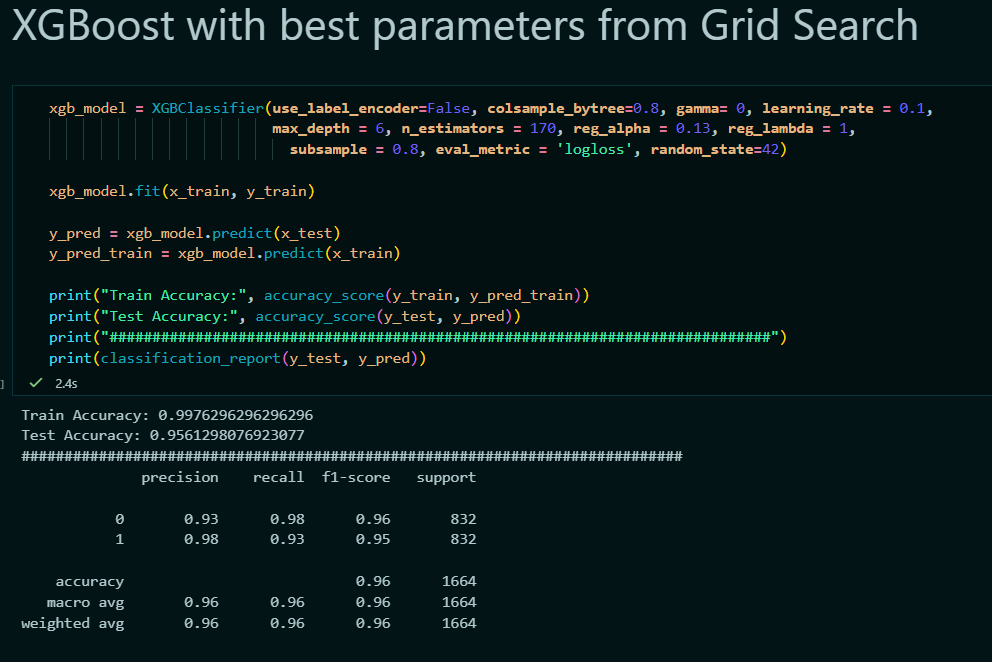 XGBoost with best parameters from Grid Search
xgb_model = XGBClassifier(use_label_encoder=False, colsample_bytree=0.8, gamma= 0, learning_rate = 0.1,
max_depth = 6, n_estimators = 170, reg_alpha = 0.13, reg_lambda = 1,
subsample = 0.8, eval_metric = 'logloss', random_state=42)
xgb_model.fit(x_train, y_train)
y_pred = xgb_model.predict(x_test)
y_pred_train = xgb_model.predict(x_train)
print("Train Accuracy:", accuracy_score(y_train, y_pred_train))
print("Test Accuracy:", accuracy_score(y_test, y_pred))
print("#############################################################################")
print(classification_report(y_test, y_pred))
] ✓ 2.4s
Train Accuracy: 0.9976296296296296
Test Accuracy: 0.9561298076923077
#############################################################################
precision recall f1-score support
0 0.93 0.98 0.96 832
1 0.98 0.93 0.95 832
accuracy 0.96 1664
macro avg 0.96 0.96 0.96 1664
weighted avg 0.96 0.96 0.96 1664